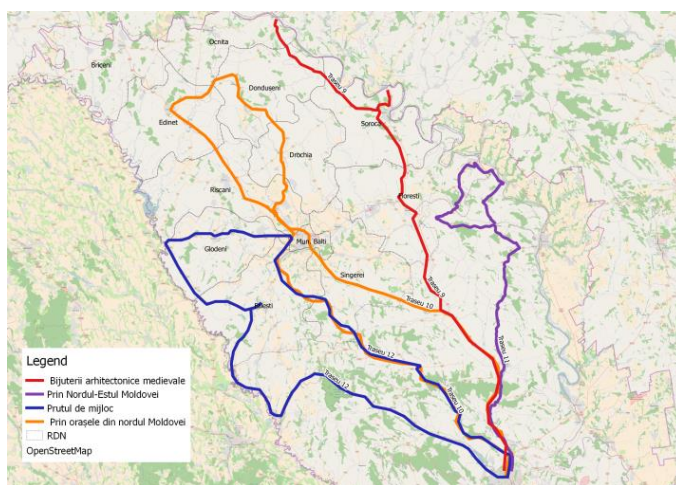 Ocnita
Briceni
Donduseni
Traseu 9
Edinet
Soroca
Drochia
Riscani
Floresti
Mun. Balti
Glodeni
Singerei
Traseu 9
Traseu 10
Falesti
Traseu 11
Traseu 12
Traseu 12
Traseu 10
Legend
Bijuterii arhitectonice medievale
Prin Nordul-Estul Moldovei
Prutul de mijloc
Prin orașele din nordul Moldovei
RDN
OpenStreetMap